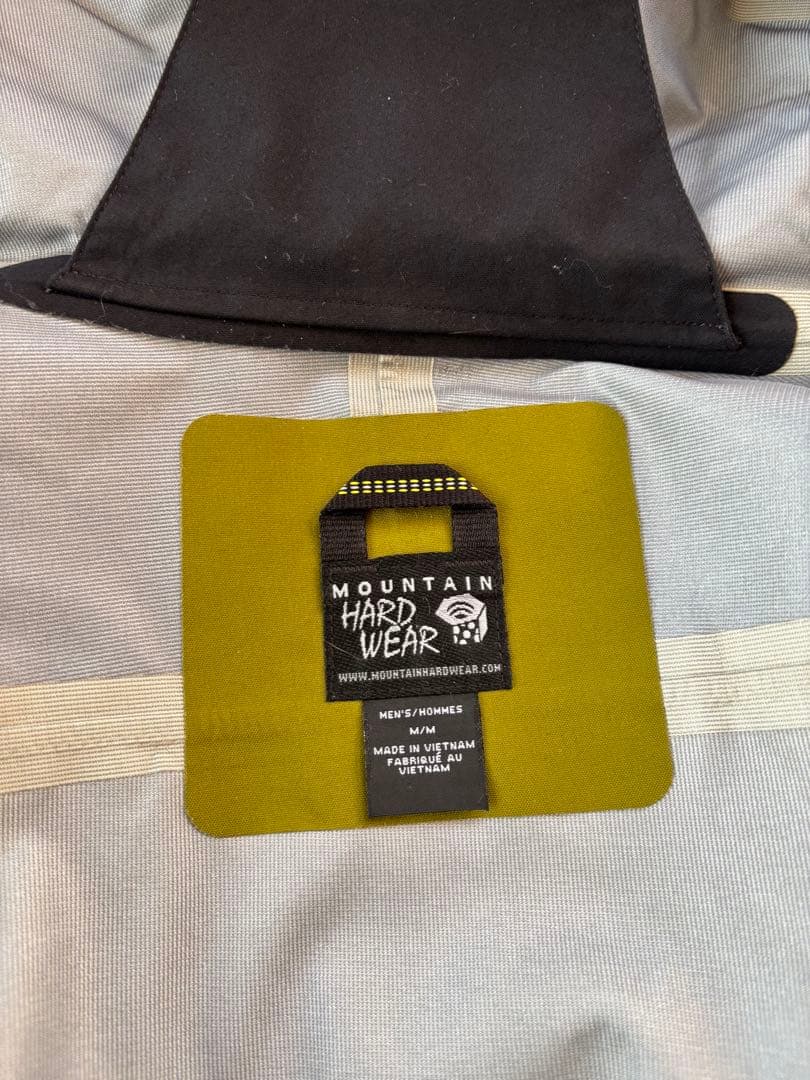 MOUNTAIN
HARD
WEAR
WWW.MOUNTAINHARDWEAR.COM
MEN'S/HOMMES
M/M
MADE IN VIETNAM
FABRIQUÉ AU
VIETNAM